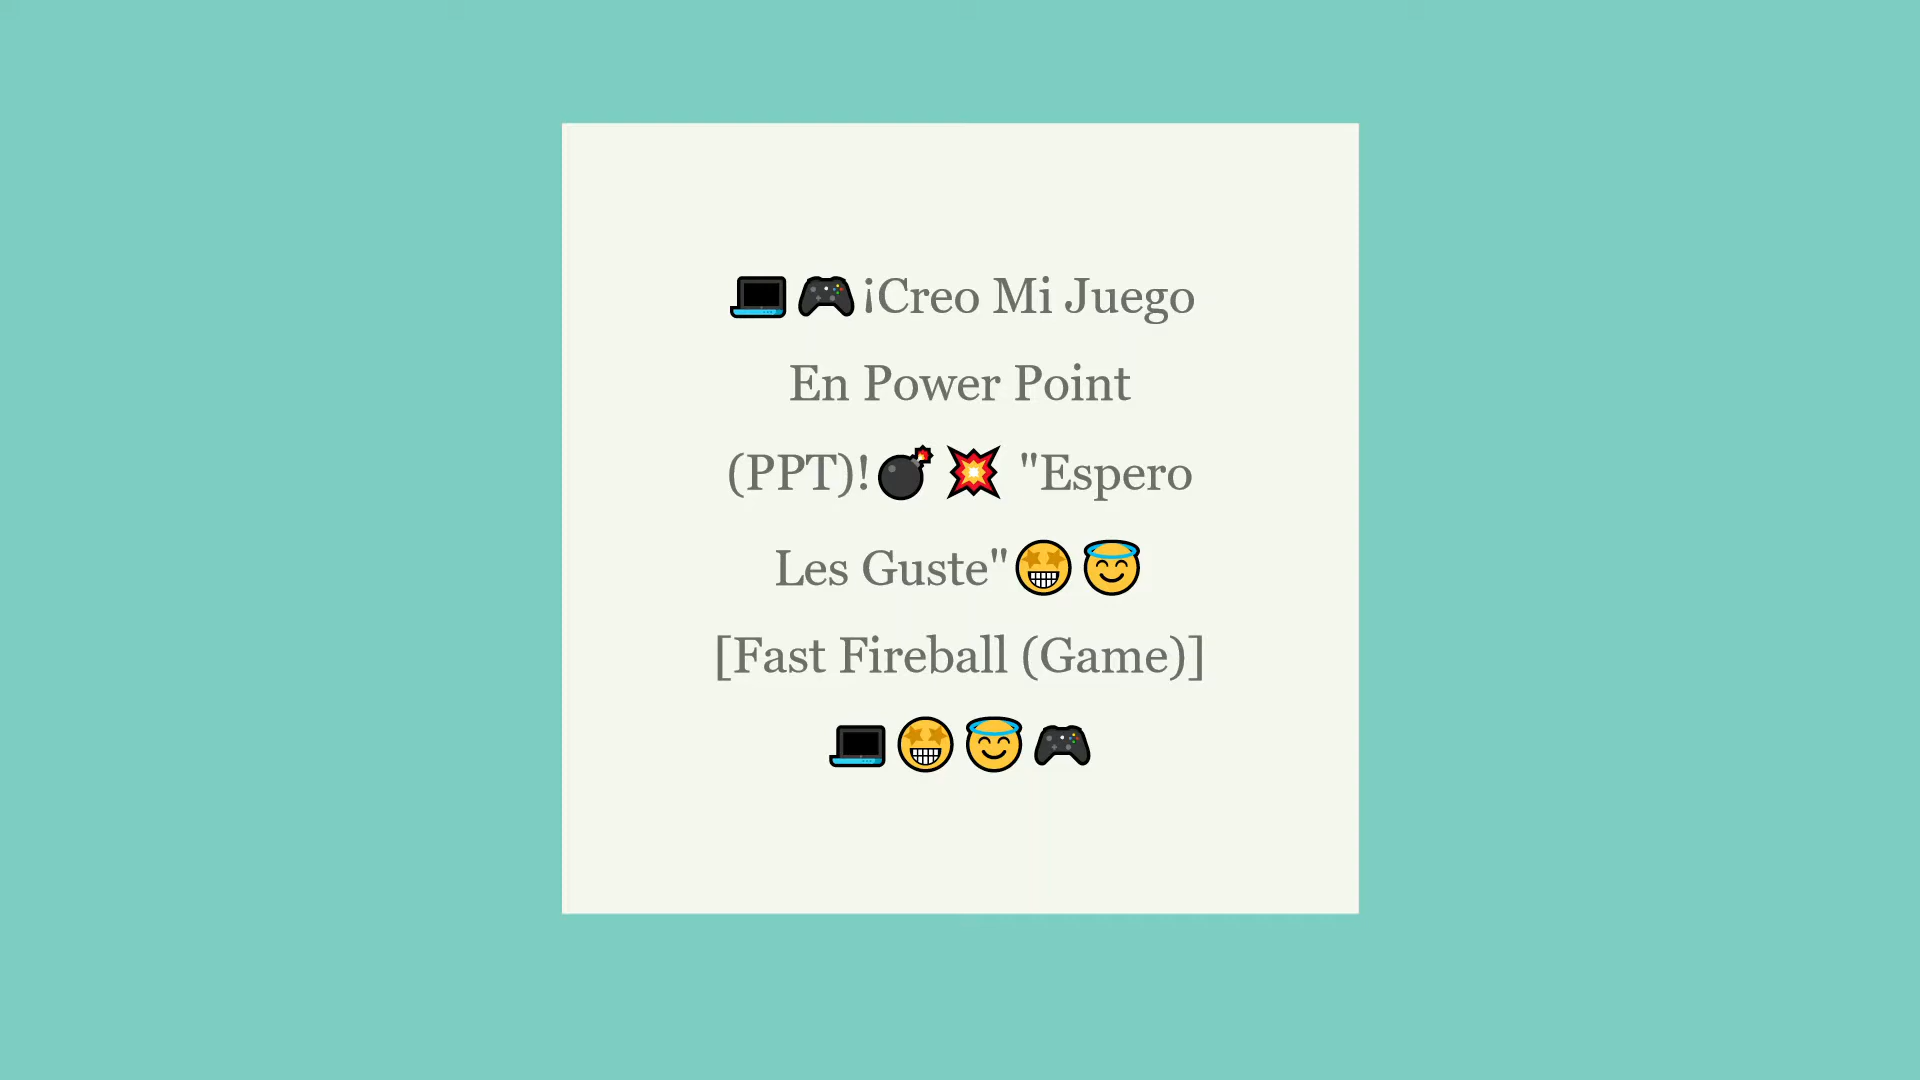 💻🎮¡Creo Mi Juego
En Power Point
(PPT)!💣💥 "Espero
Les Guste"🤩😇
[Fast Fireball (Game)]
💻🤩😇🎮